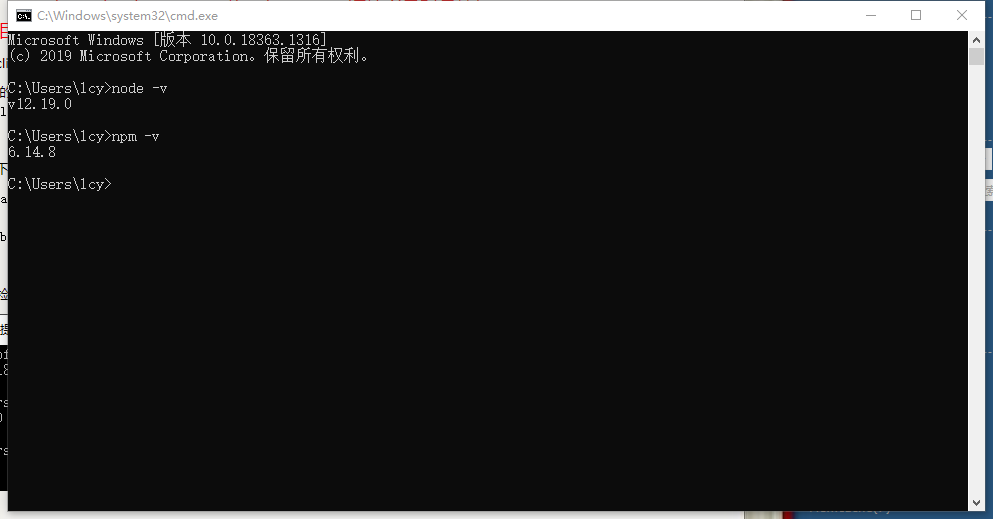 C:\Windows\system32\cmd.exe
Microsoft Windows [版本 10.0.18363.1316]
(c) 2019 Microsoft Corporation。保留所有权利。
C:\Users\lcy>node -v
v12.19.0
C:\Users\lcy>npm -v
6.14.8
C:\Users\lcy>